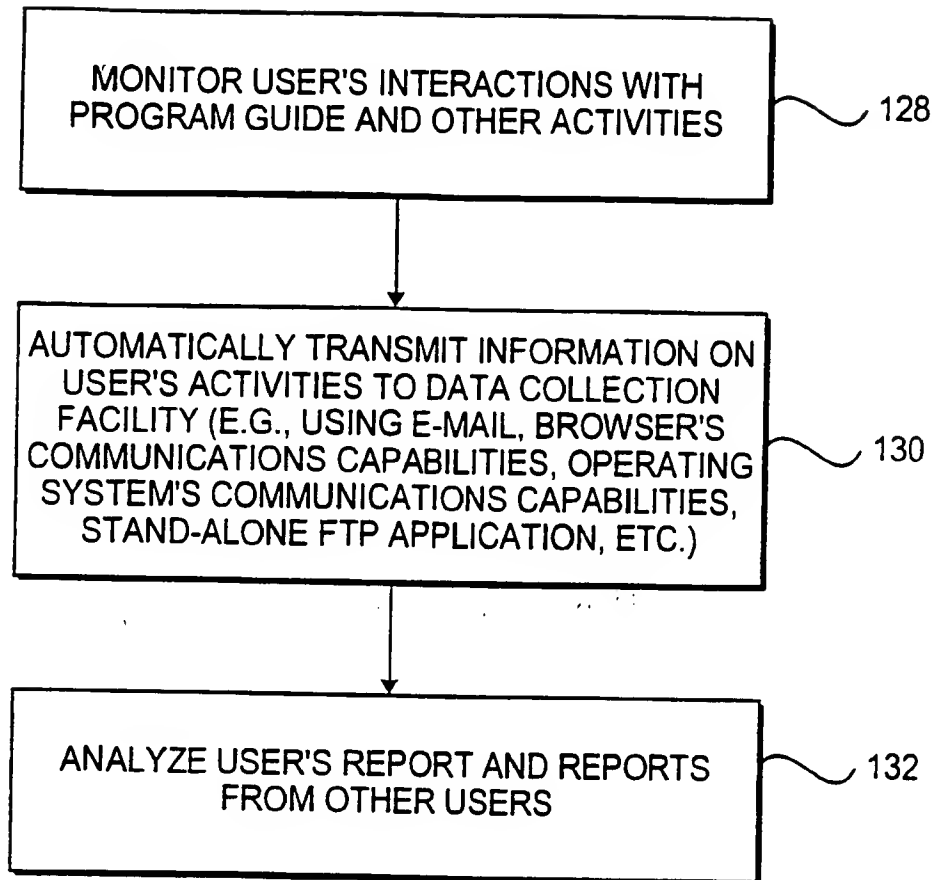 MONITOR USER'S INTERACTIONS WITH
PROGRAM GUIDE AND OTHER ACTIVITIES
128
AUTOMATICALLY TRANSMIT INFORMATION ON
USER'S ACTIVITIES TO DATA COLLECTION
FACILITY (E.G., USING E-MAIL, BROWSER'S
COMMUNICATIONS CAPABILITIES, OPERATING
SYSTEM'S COMMUNICATIONS CAPABILITIES,
STAND-ALONE FTP APPLICATION, ETC.)
130
ANALYZE USER'S REPORT AND REPORTS
FROM OTHER USERS
132